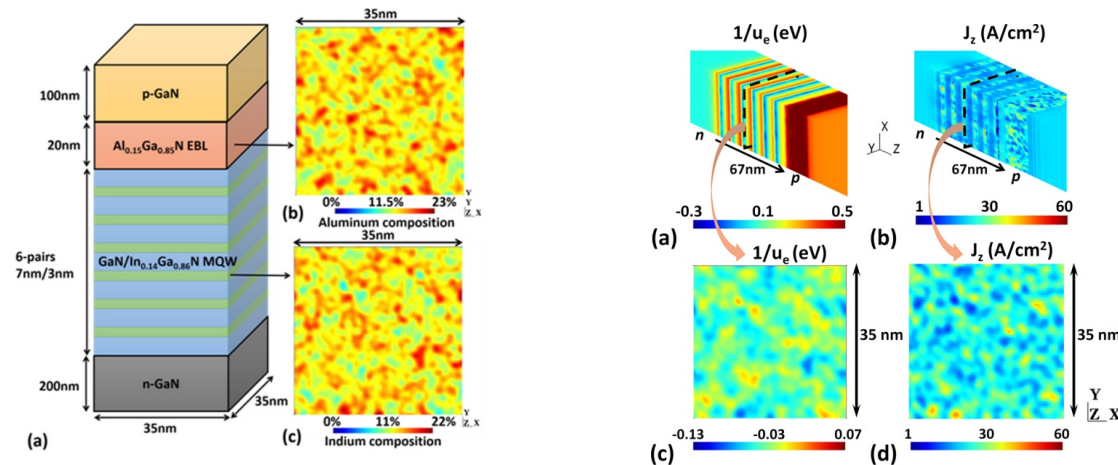 35nm
100nm
p-GaN
20nm
Al0.15Ga0.85N EBL
6-pairs
7nm/3nm
GaN/In0.14Ga0.86N MQW
200nm
n-GaN
35nm
35nm
(a)
(b)
0% 11.5% 23%
Aluminum composition
Y
Y
Z X
35nm
(c)
0% 11% 22%
Indium composition
Y
Z X
1/ue (eV)
n
67nm
p
-0.3 0.1 0.5
(a)
X
Y Z
Jz (A/cm²)
n
67nm
p
1 30 60
(b)
1/ue (eV)
35 nm
-0.13 -0.03 0.07
(c)
Jz (A/cm²)
35 nm
Y
Z X
1 30 60
(d)